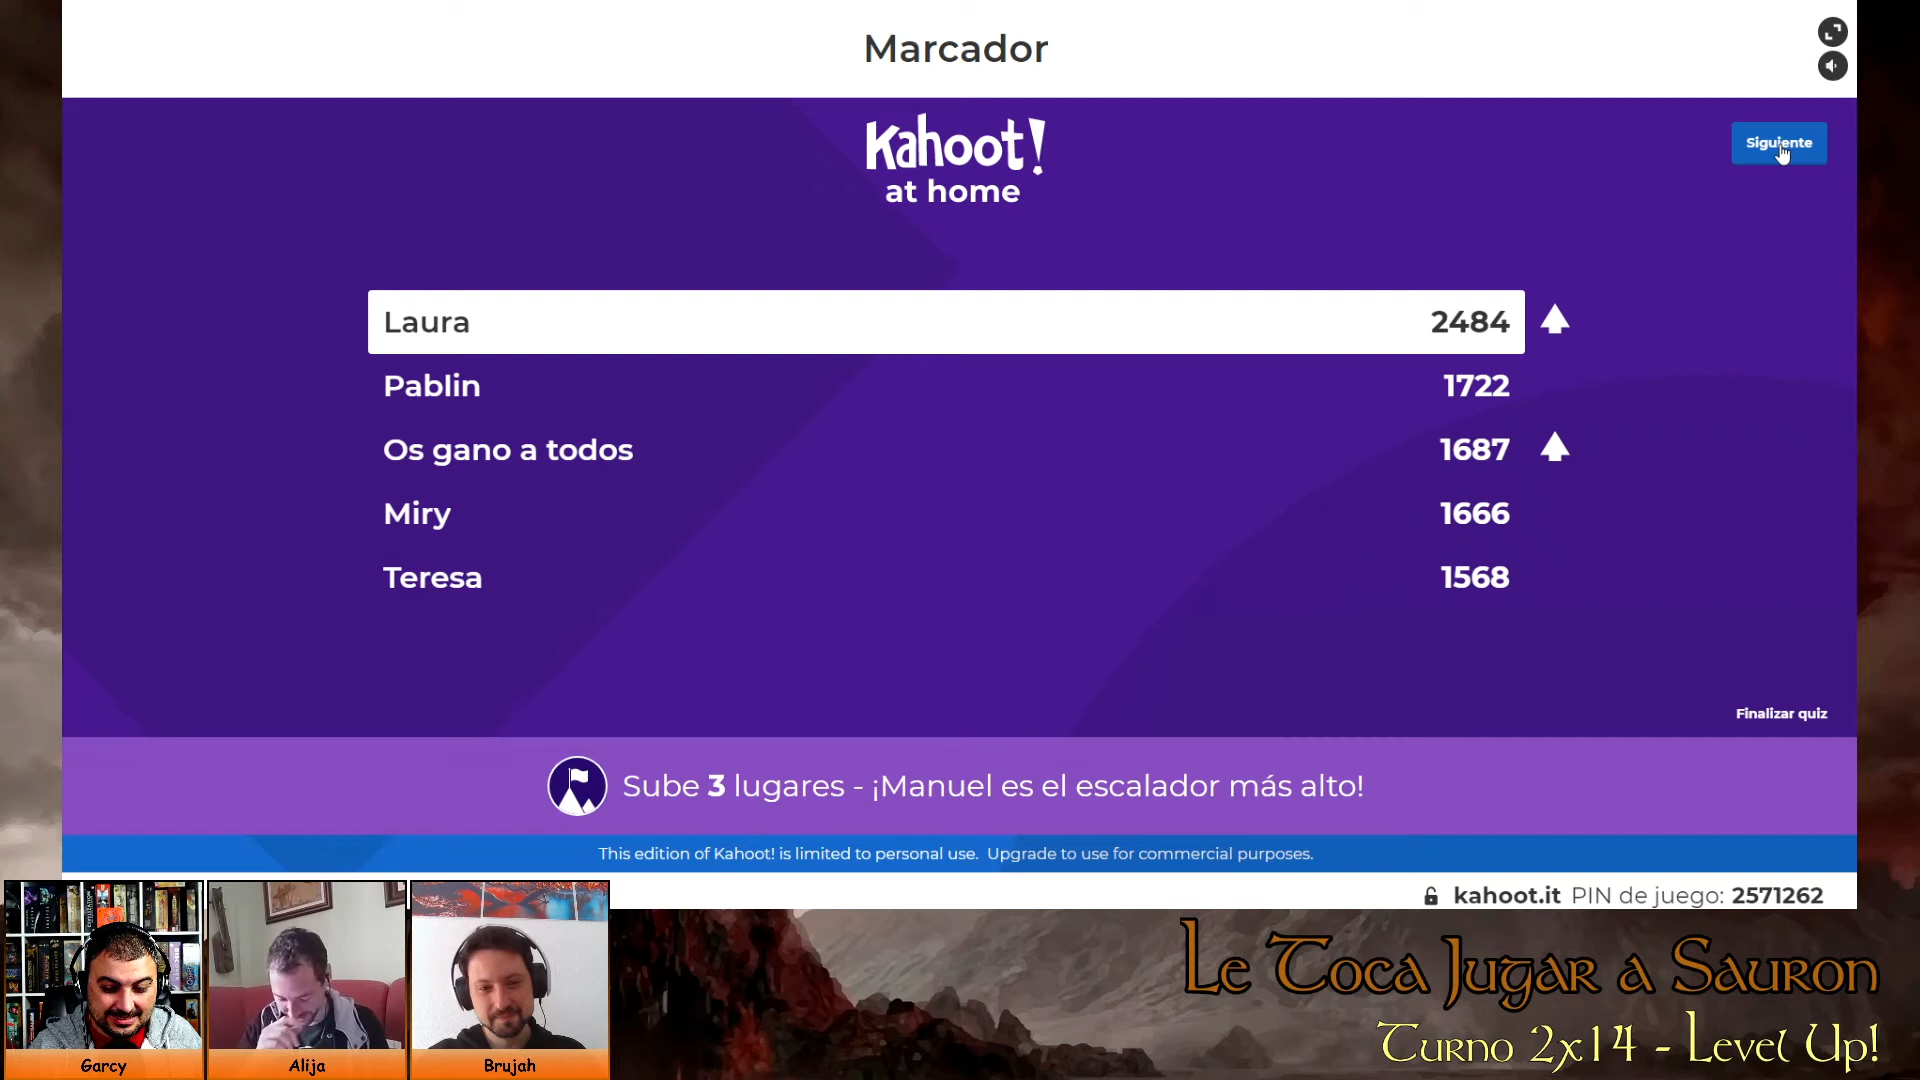 Marcador
Kahoot!
at home
Siguiente
Laura 2484
Pablin 1722
Os gano a todos 1687
Miry 1666
Teresa 1568
Finalizar quiz
Sube 3 lugares - ¡Manuel es el escalador más alto!
This edition of Kahoot! is limited to personal use. Upgrade to use for commercial purposes.
kahoot.it PIN de juego: 2571262
Le Toca Jugar a Sauron
Turno 2x14 - Level Up!
Garcy
Alija
Brujah